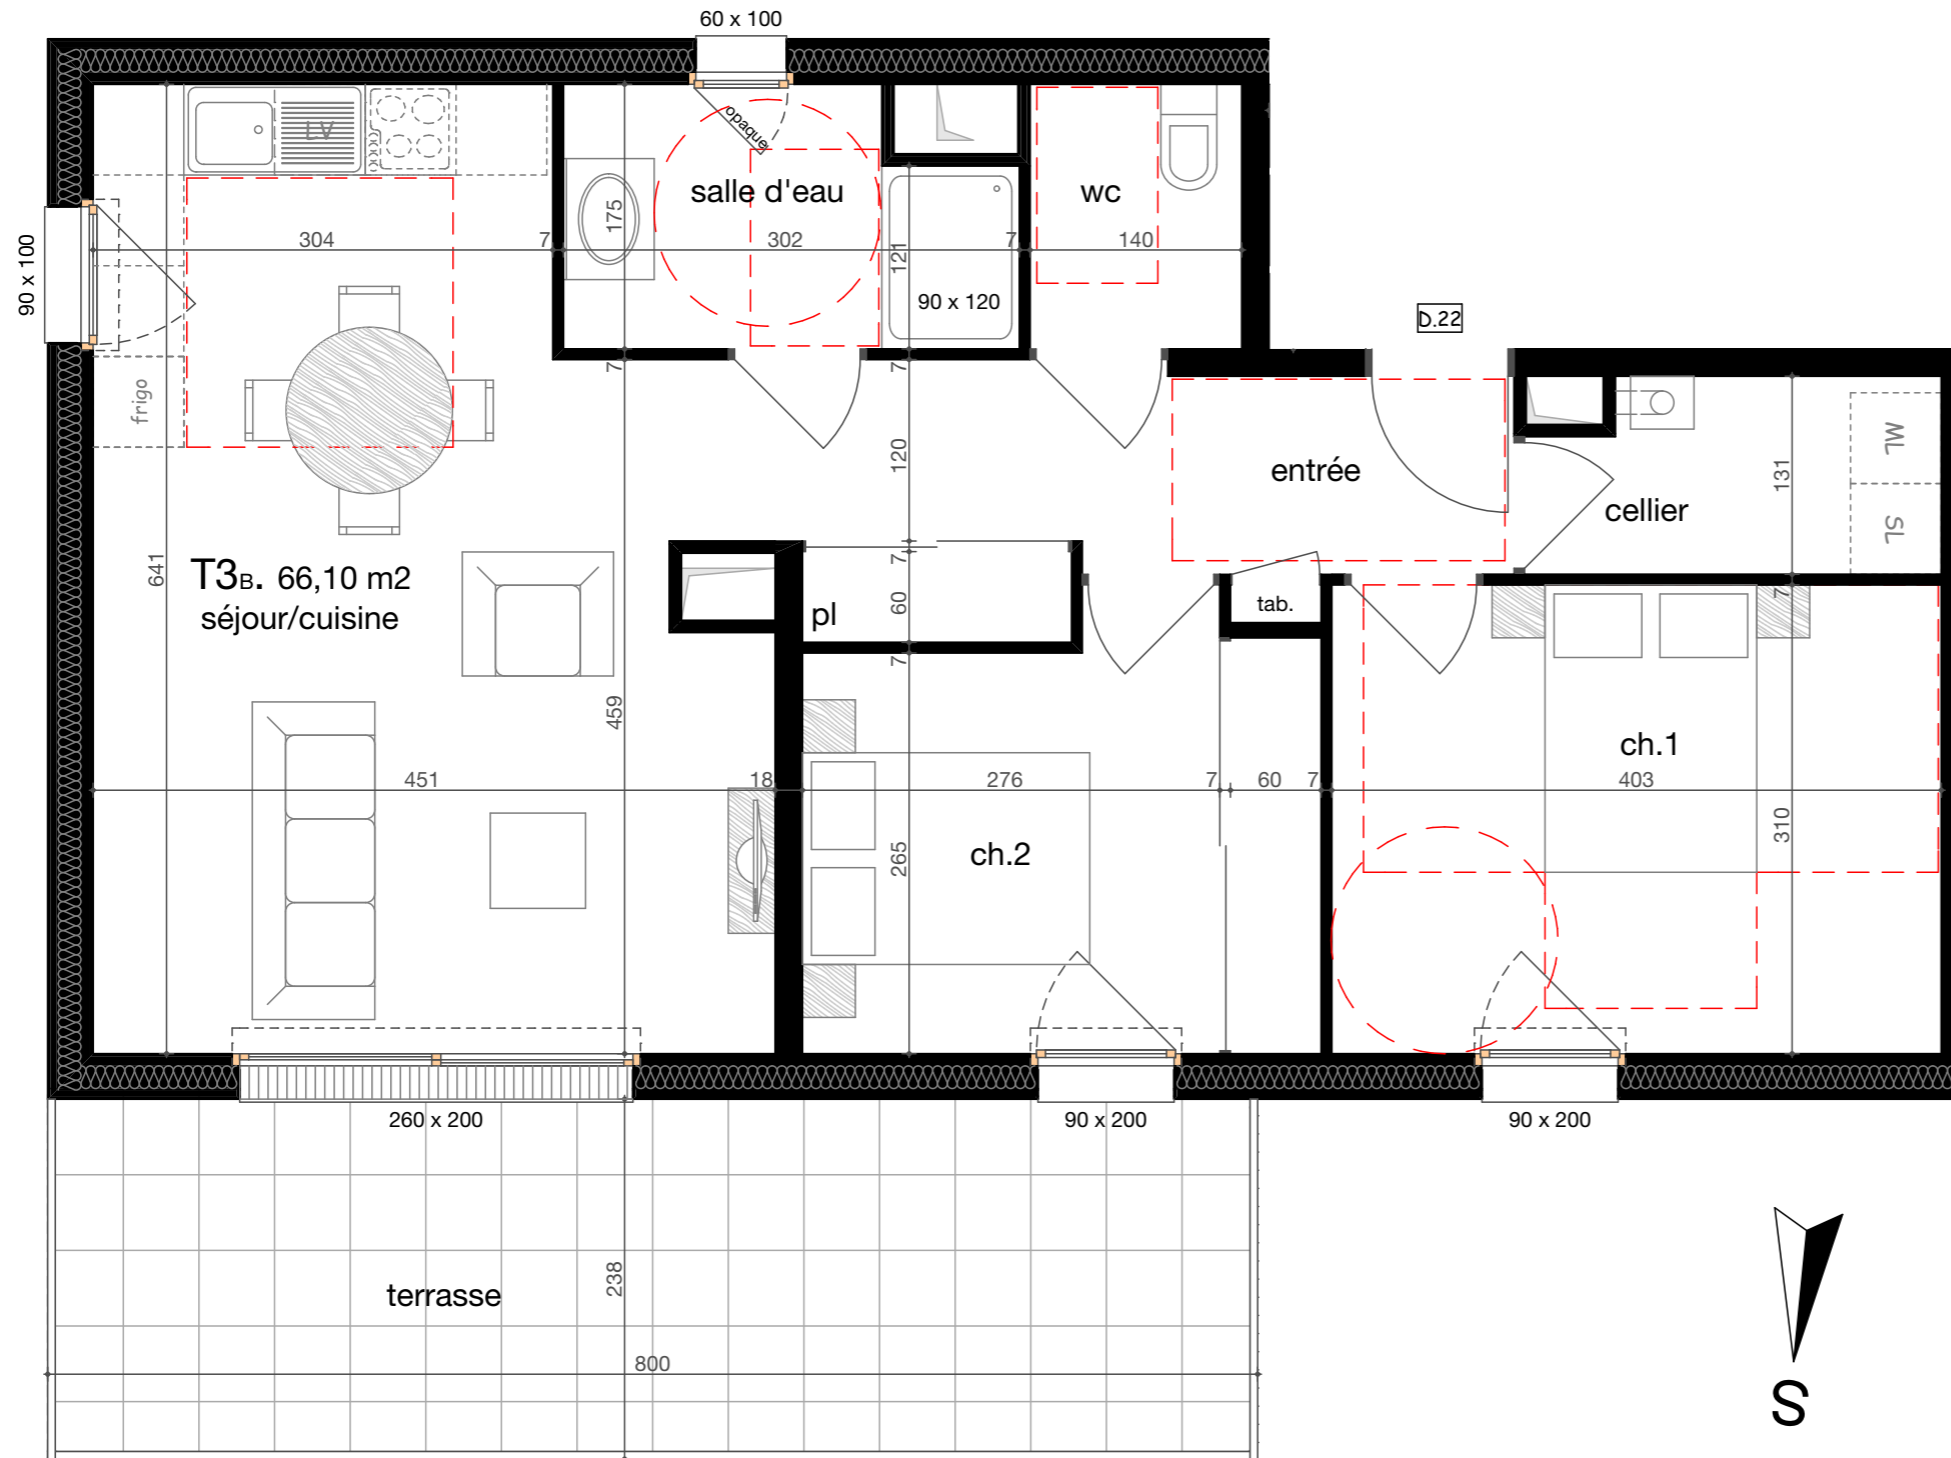 60 x 100
opaque
LV
salle d'eau
wc
175
304
7
302
7
140
121
90 x 100
90 x 120
D.22
frigo
7
7
120
entrée
131
ML
cellier
SL
641
T3B. 66,10 m2
séjour/cuisine
7
60
pl
tab.
7
7
459
ch.1
451
18
276
7
60
7
403
265
ch.2
310
260 x 200
90 x 200
90 x 200
terrasse
238
800
S